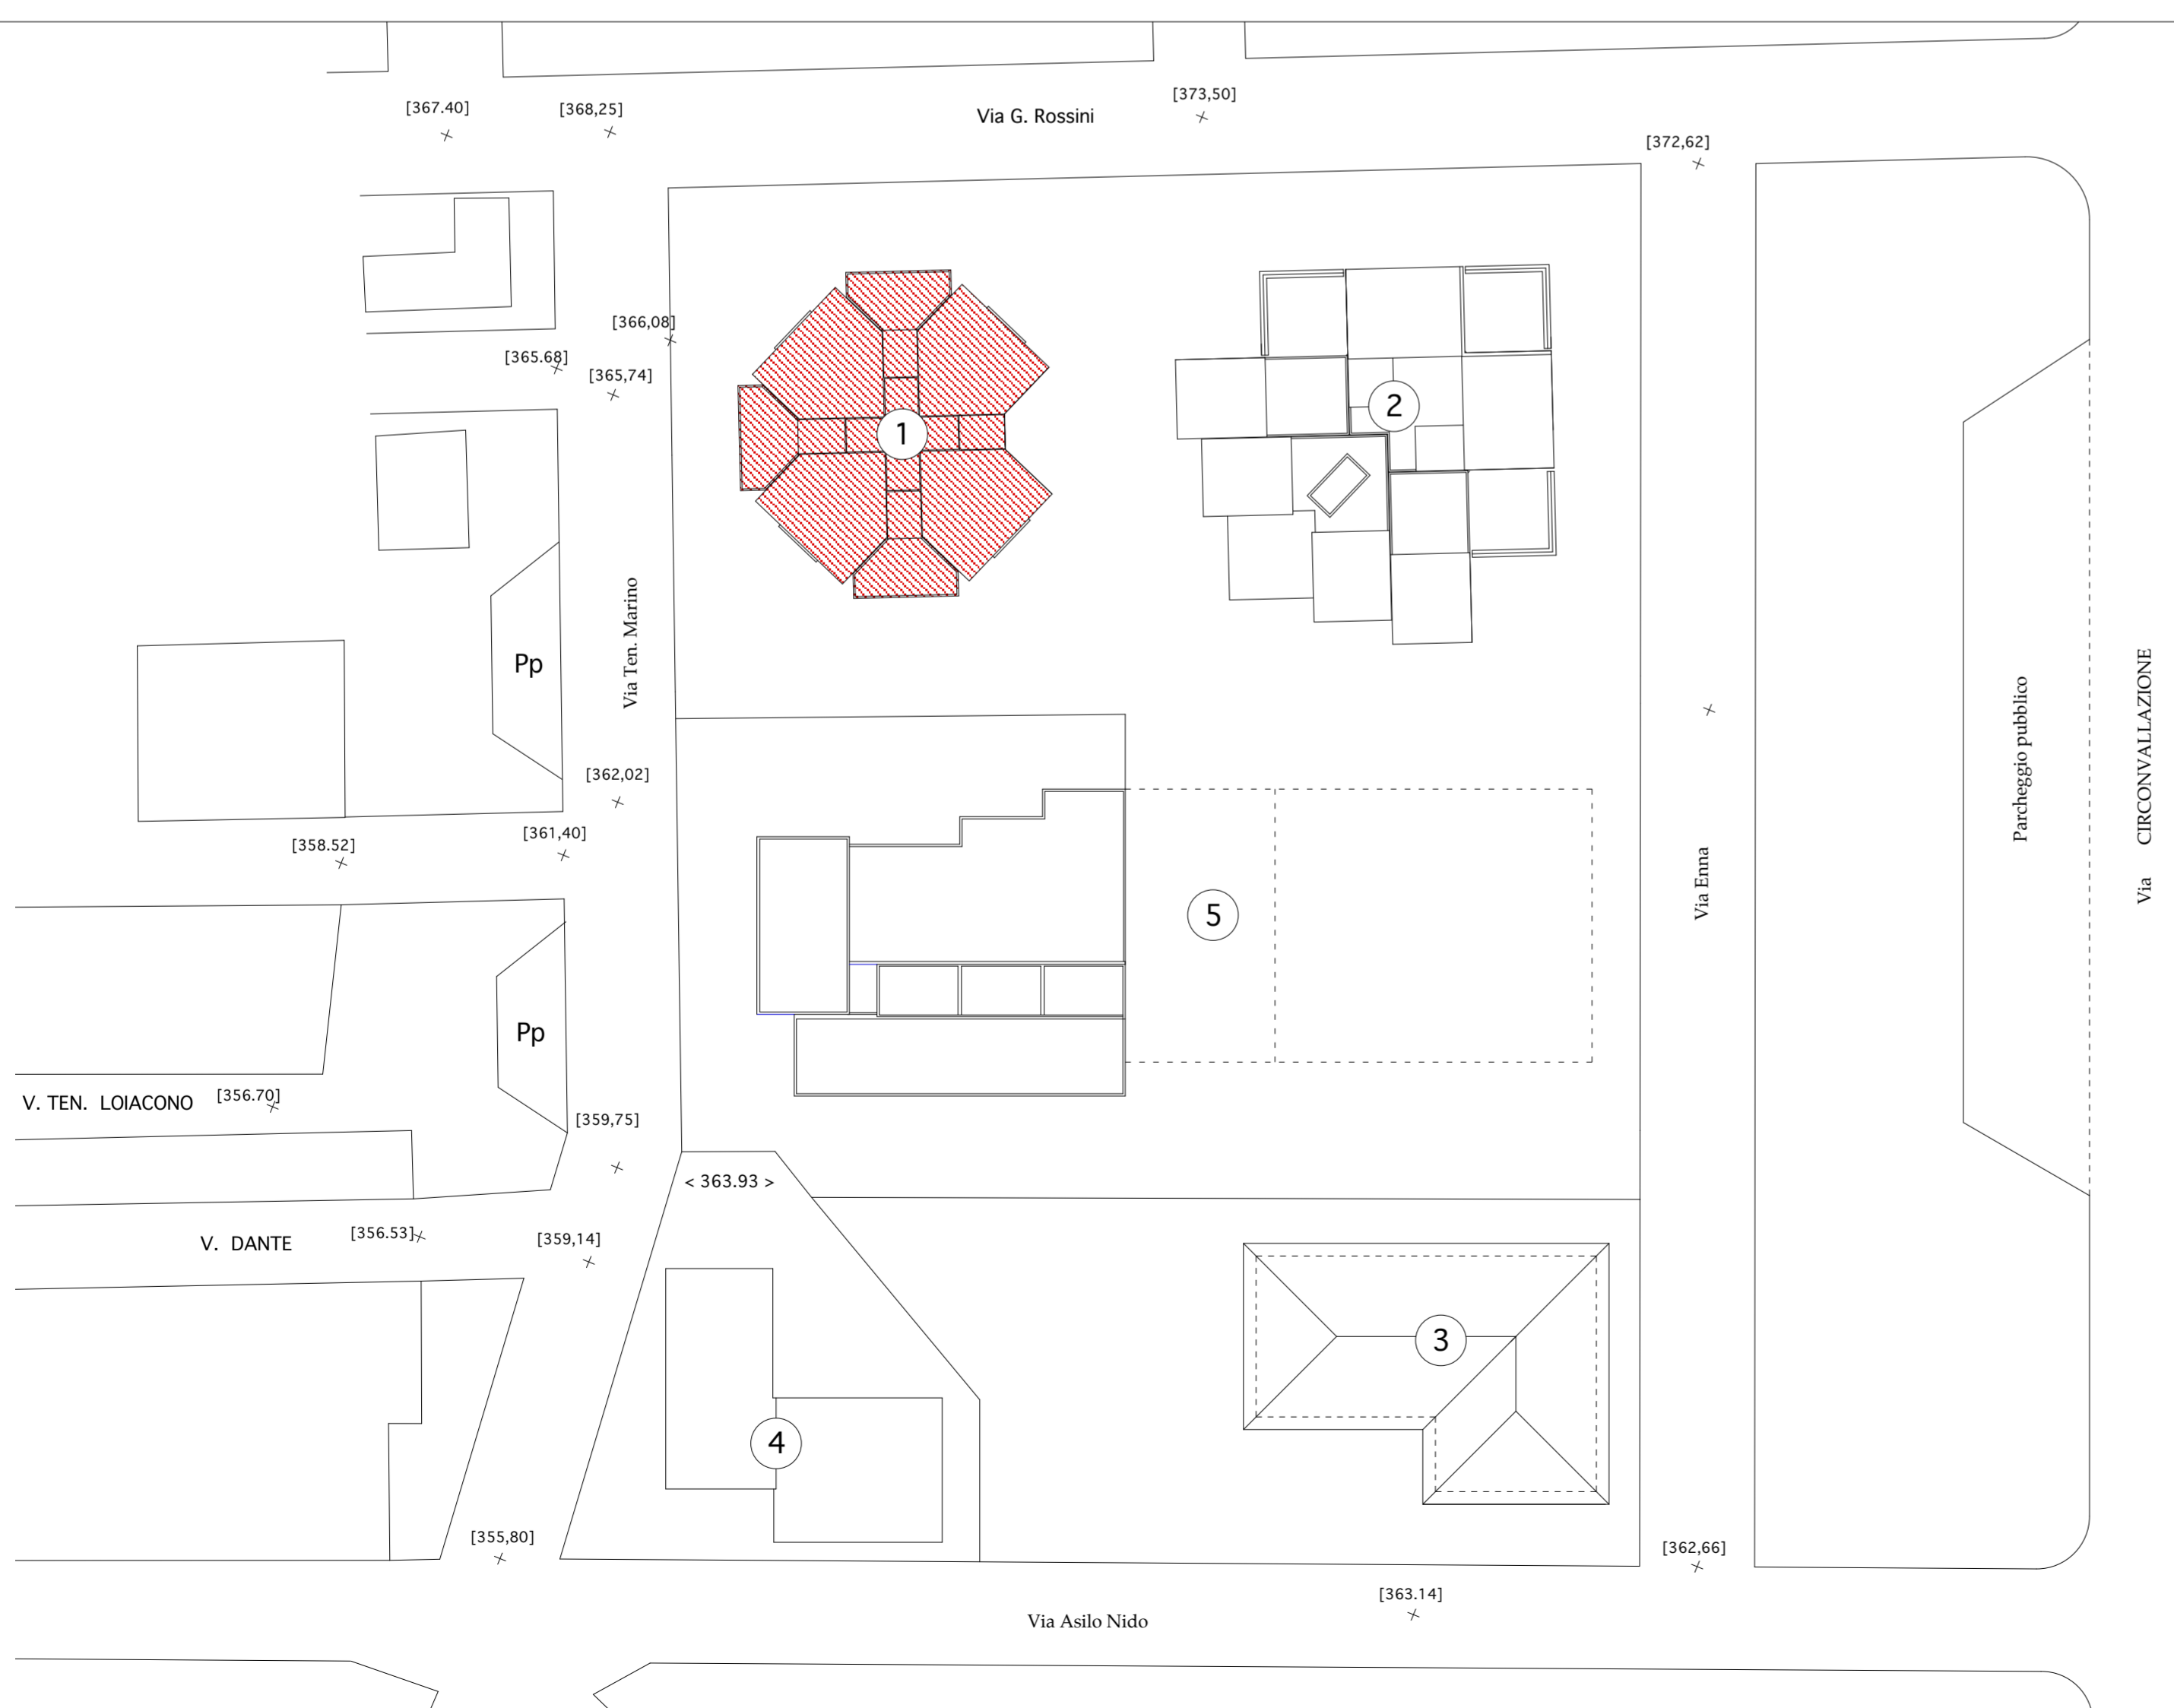 [367.40]
[368,25]
Via G. Rossini
[373,50]
[372,62]
[366,08]
[365.68]
[365,74]
1
2
Via Ten. Marino
Pp
[362,02]
[361,40]
[358.52]
5
Via Enna
Parcheggio pubblico
Via CIRCONVALLAZIONE
Pp
V. TEN. LOIACONO
[356.70]
[359,75]
< 363.93 >
V. DANTE
[356.53]
[359,14]
3
4
[355,80]
[362,66]
[363.14]
Via Asilo Nido